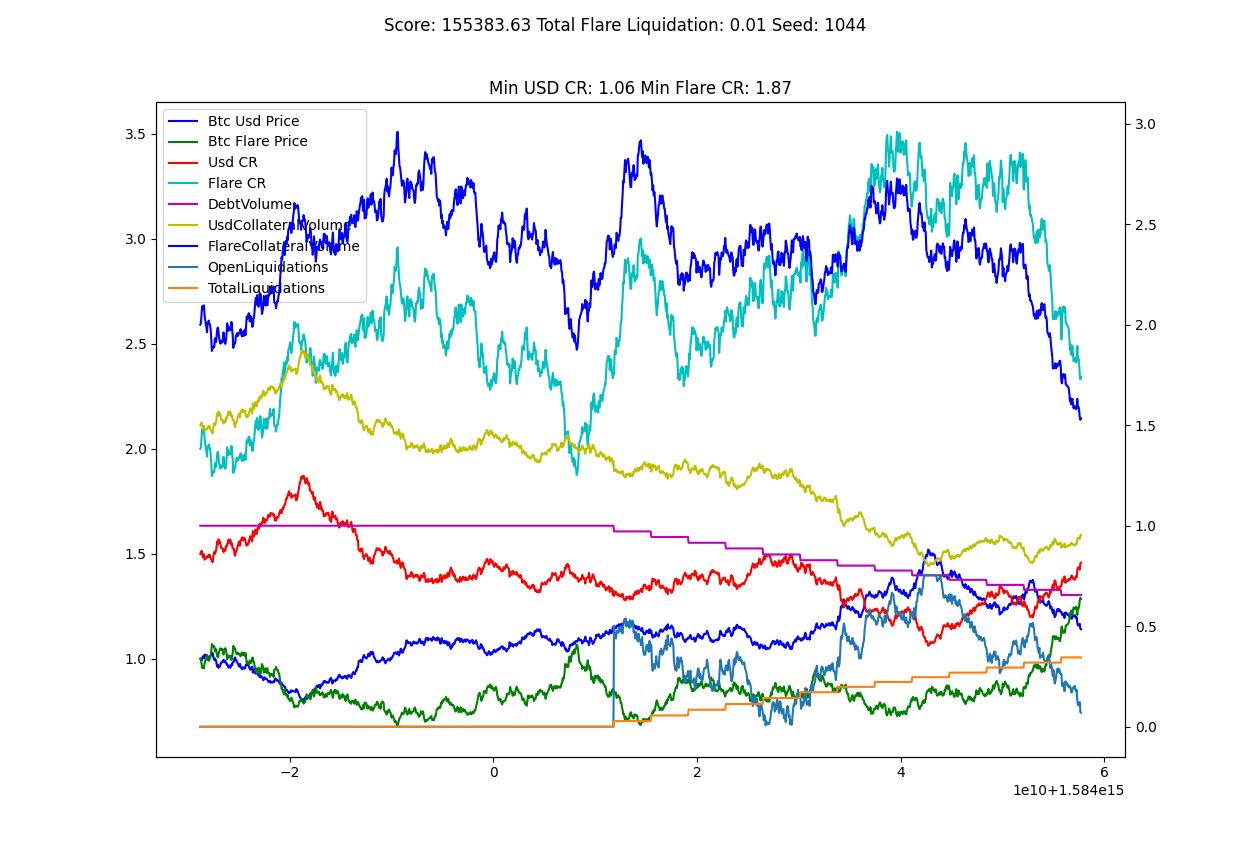 Score: 155383.63 Total Flare Liquidation: 0.01 Seed: 1044
Min USD CR: 1.06 Min Flare CR: 1.87
Btc Usd Price
Btc Flare Price
Usd CR
Flare CR
DebtVolume
UsdCollateralVolume
FlareCollateralVolume
OpenLiquidations
TotalLiquidations
3.5
3.0
2.5
2.0
1.5
1.0
3.0
2.5
2.0
1.5
1.0
0.5
0.0
−2
0
2
4
6
1e10+1.584e15